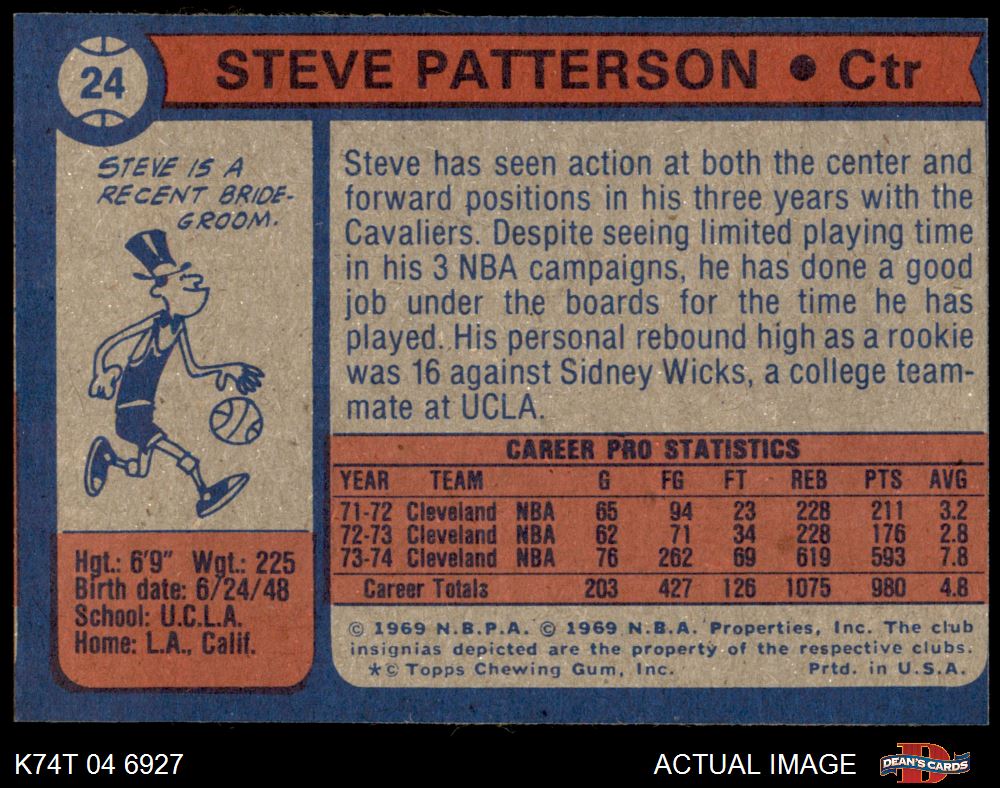 24
STEVE PATTERSON • Ctr
STEVE IS A
RECENT BRIDE-
GROOM.
Steve has seen action at both the center and
forward positions in his three years with the
Cavaliers. Despite seeing limited playing time
in his 3 NBA campaigns, he has done a good
job under the boards for the time he has
played. His personal rebound high as a rookie
was 16 against Sidney Wicks, a college team-
mate at UCLA.
CAREER PRO STATISTICS
YEAR TEAM G FG FT REB PTS AVG
71-72 Cleveland NBA 65 94 23 228 211 3.2
72-73 Cleveland NBA 62 71 34 228 176 2.8
73-74 Cleveland NBA 76 262 69 619 593 7.8
Career Totals 203 427 126 1075 980 4.8
Hgt.: 6'9" Wgt.: 225
Birth date: 6/24/48
School: U.C.L.A.
Home: L.A., Calif.
© 1969 N.B.P.A. © 1969 N.B.A. Properties, Inc. The club
insignias depicted are the property of the respective clubs.
*© Topps Chewing Gum, Inc. Prtd. in U.S.A.
K74T 04 6927
ACTUAL IMAGE
D
DEAN'S CARDS